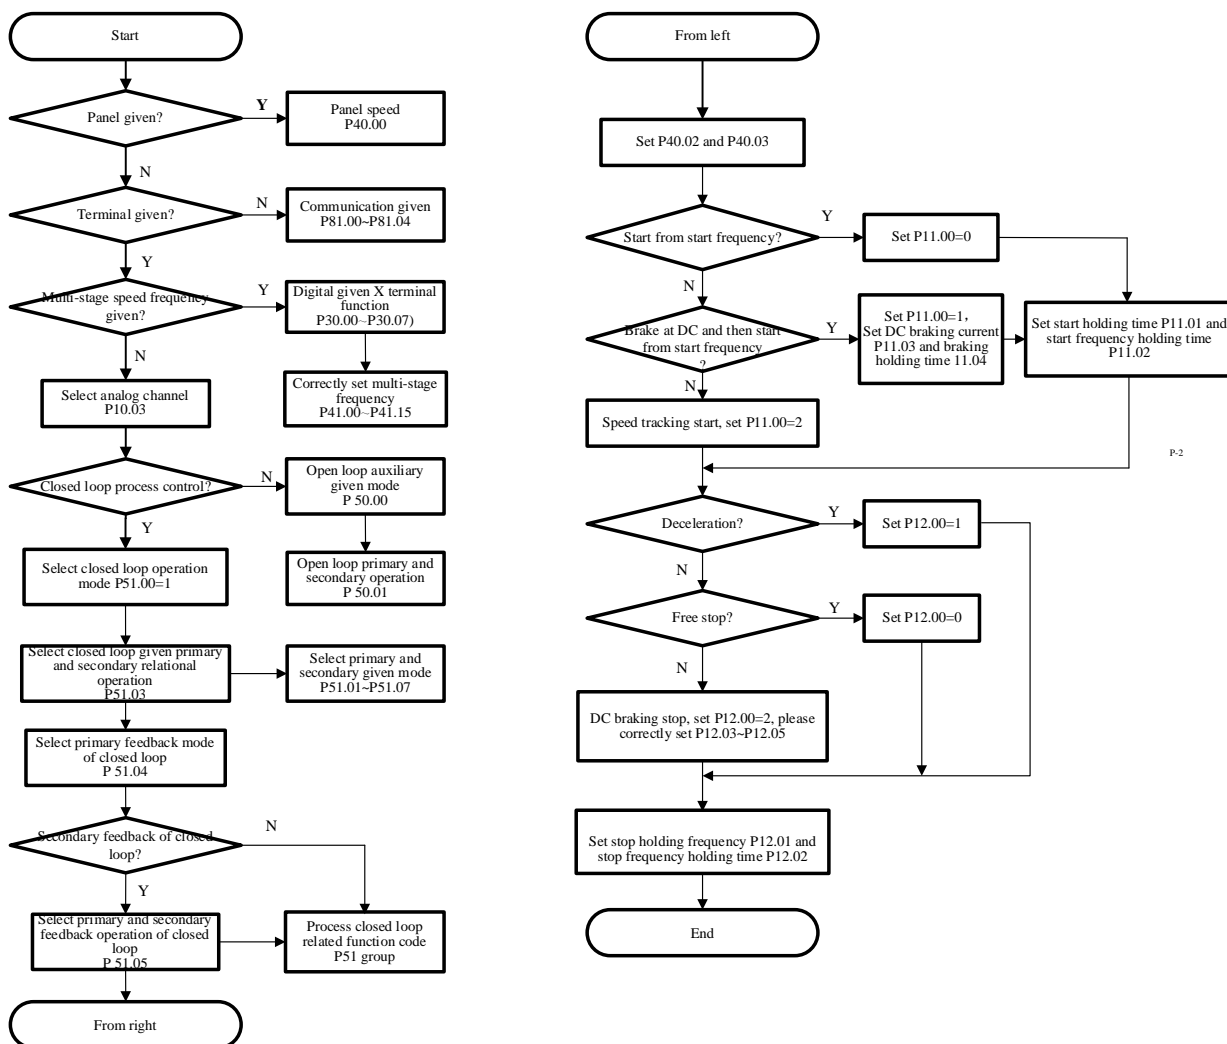 Start
Panel given?
Y
Panel speed
P40.00
N
Terminal given?
N
Communication given
P81.00~P81.04
Y
Multi-stage speed frequency
given?
Y
Digital given X terminal
function
P30.00~P30.07)
N
Correctly set multi-stage
frequency
P41.00~P41.15
Select analog channel
P10.03
Closed loop process control?
N
Open loop auxiliary
given mode
P 50.00
Y
Open loop primary and
secondary operation
P 50.01
Select closed loop operation
mode P51.00=1
Select closed loop given primary
and secondary relational
operation
P51.03
Select primary and
secondary given mode
P51.01~P51.07
Select primary feedback mode
of closed loop
P 51.04
Secondary feedback of closed
loop?
N
Y
Select primary and secondary
feedback operation of closed
loop
P 51.05
Process closed loop
related function code
P51 group
From right
From left
Set P40.02 and P40.03
Start from start frequency?
Y
Set P11.00=0
N
Brake at DC and then start
from start frequency
?
Y
Set P11.00=1,
Set DC braking current
P11.03 and braking
holding time 11.04
Set start holding time P11.01 and
start frequency holding time
P11.02
N
Speed tracking start, set P11.00=2
P-2
Deceleration?
Y
Set P12.00=1
N
Free stop?
Y
Set P12.00=0
N
DC braking stop, set P12.00=2, please
correctly set P12.03~P12.05
Set stop holding frequency P12.01 and
stop frequency holding time P12.02
End